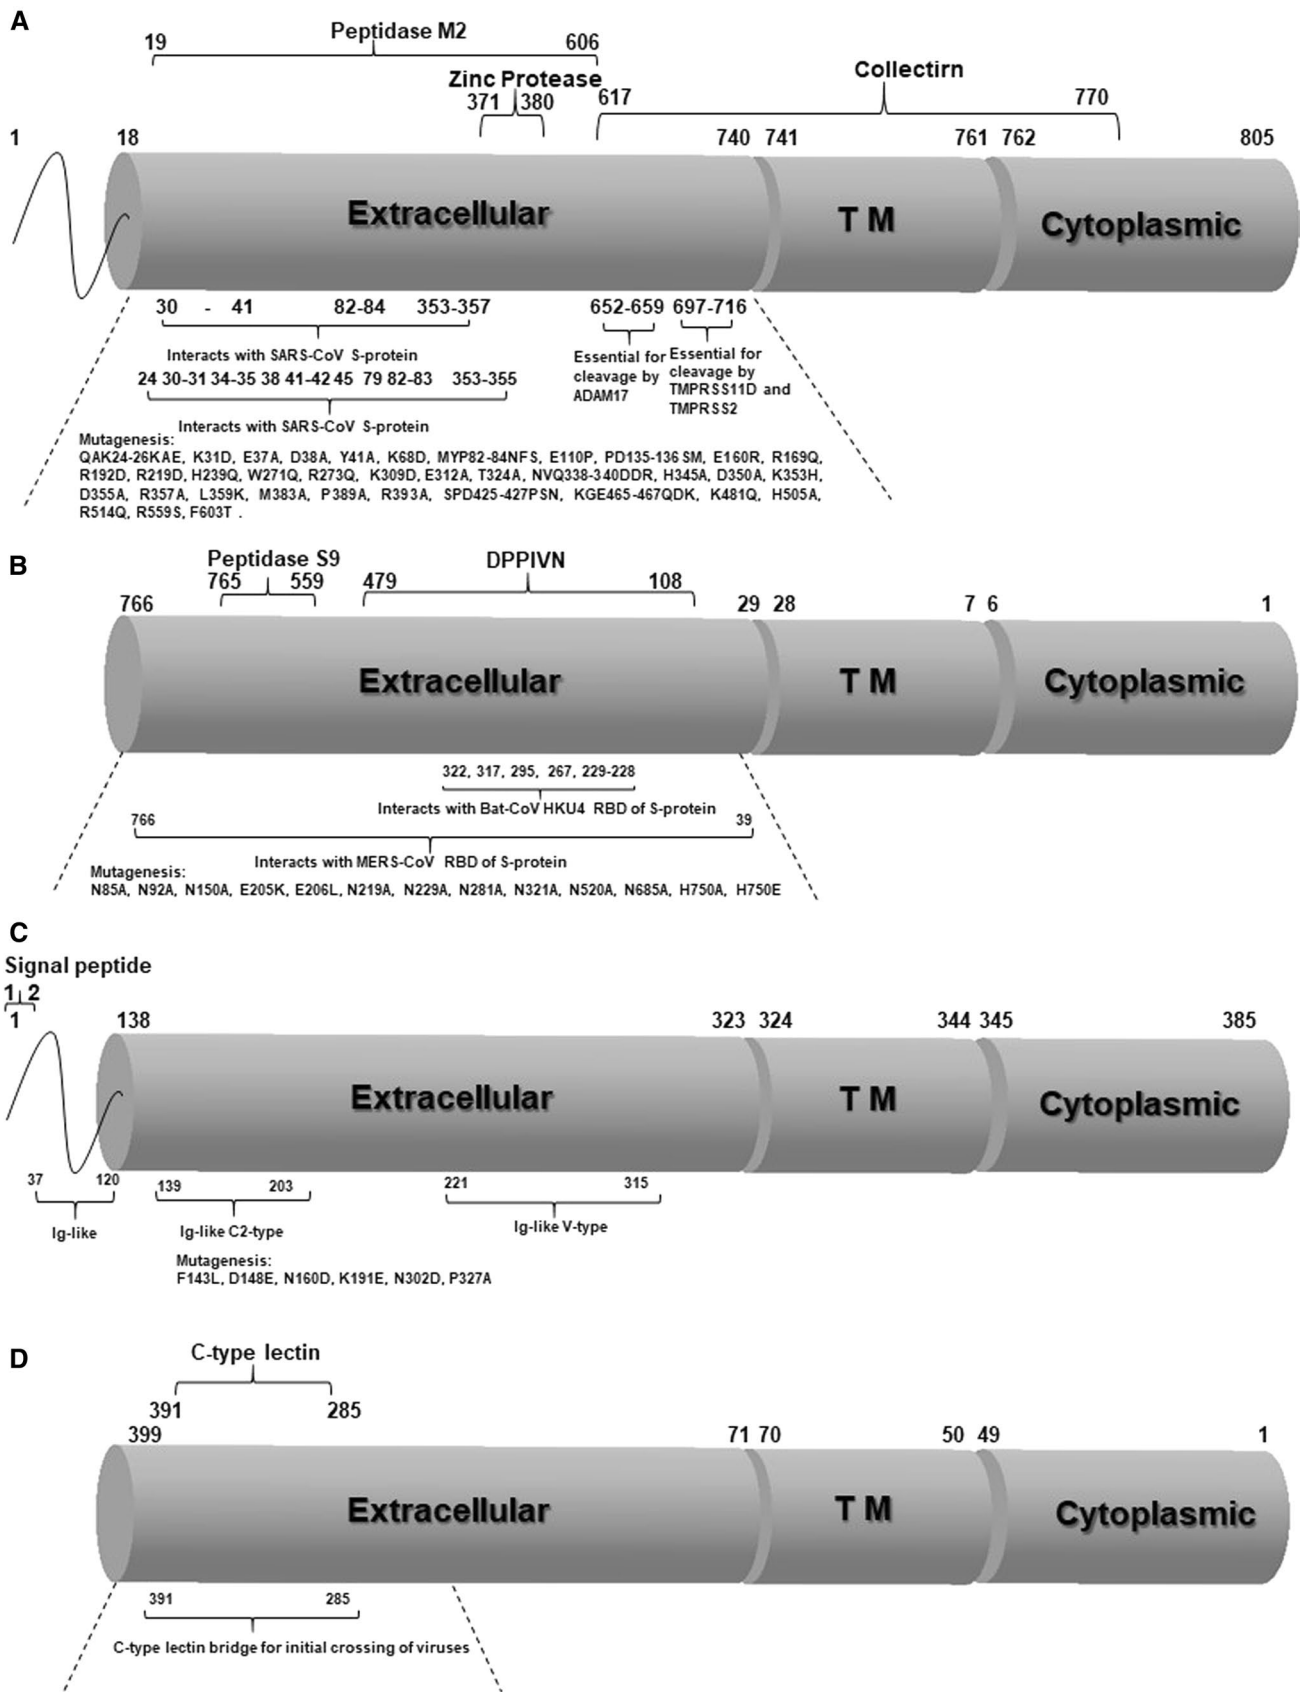 A
Peptidase M2
19 606
Zinc Protease
371 380
Collectirn
617 770
1 18 740 741 761 762 805
Extracellular T M Cytoplasmic
30 - 41 82-84 353-357
Interacts with SARS-CoV S-protein
24 30-31 34-35 38 41-42 45 79 82-83 353-355
Interacts with SARS-CoV S-protein
652-659 697-716
Essential for cleavage by ADAM17
Essential for cleavage by TMPRSS11D and TMPRSS2
Mutagenesis:
QAK24-26KAE, K31D, E37A, D38A, Y41A, K68D, MYP82-84NFS, E110P, PD135-136 SM, E160R, R169Q,
R192D, R219D, H239Q, W271Q, R273Q, K309D, E312A, T324A, NVQ338-340DDR, H345A, D350A, K353H,
D355A, R357A, L359K, M383A, P389A, R393A, SPD425-427PSN, KGE465-467QDK, K481Q, H505A,
R514Q, R559S, F603T .
B
Peptidase S9
765 559
DPPIVN
479 108
766 29 28 7 6 1
Extracellular T M Cytoplasmic
322, 317, 295, 267, 229-228
Interacts with Bat-CoV HKU4 RBD of S-protein
766 39
Interacts with MERS-CoV RBD of S-protein
Mutagenesis:
N85A, N92A, N150A, E205K, E206L, N219A, N229A, N281A, N321A, N520A, N685A, H750A, H750E
C
Signal peptide
1 2
1 138 323 324 344 345 385
Extracellular T M Cytoplasmic
37 120
Ig-like
139 203
Ig-like C2-type
221 315
Ig-like V-type
Mutagenesis:
F143L, D148E, N160D, K191E, N302D, P327A
D
C-type lectin
391 285
399 71 70 50 49 1
Extracellular T M Cytoplasmic
391 285
C-type lectin bridge for initial crossing of viruses